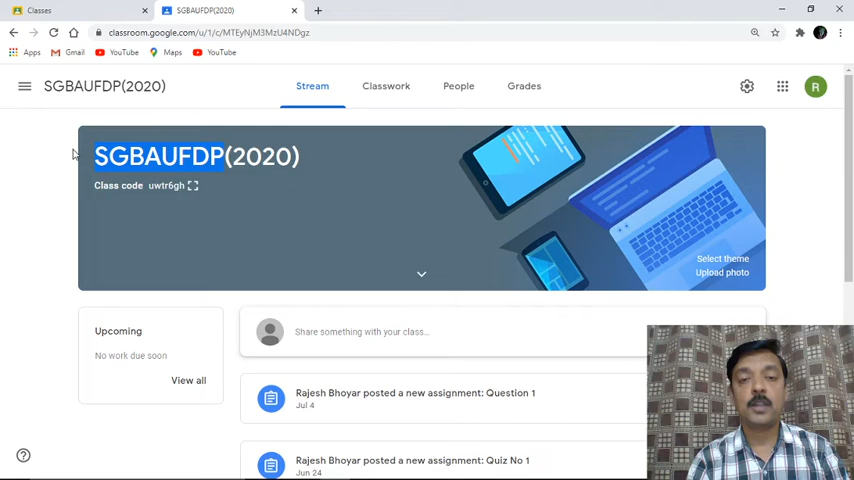 Classes
SGBAUFDP(2020)
classroom.google.com/u/1/c/MTEyNjM3MzU4NDgz
Apps
Gmail
YouTube
Maps
YouTube
SGBAUFDP(2020)
Stream
Classwork
People
Grades
R
SGBAUFDP(2020)
Class code uwtr6gh
Select theme
Upload photo
Upcoming
No work due soon
View all
Share something with your class...
Rajesh Bhoyar posted a new assignment: Question 1
Jul 4
Rajesh Bhoyar posted a new assignment: Quiz No 1
Jun 24